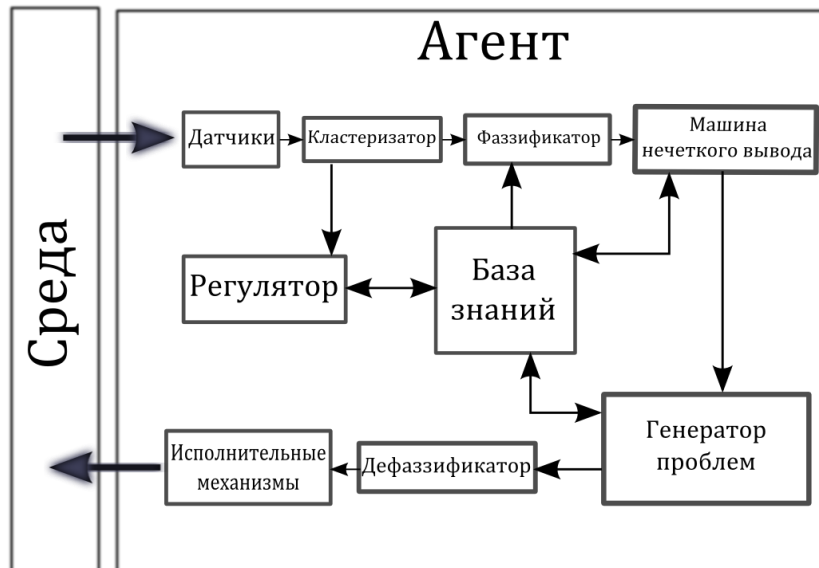 Агент
Среда
Датчики
Кластеризатор
Фаззификатор
Машина
нечеткого вывода
Регулятор
База
знаний
Исполнительные
механизмы
Дефаззификатор
Генератор
проблем